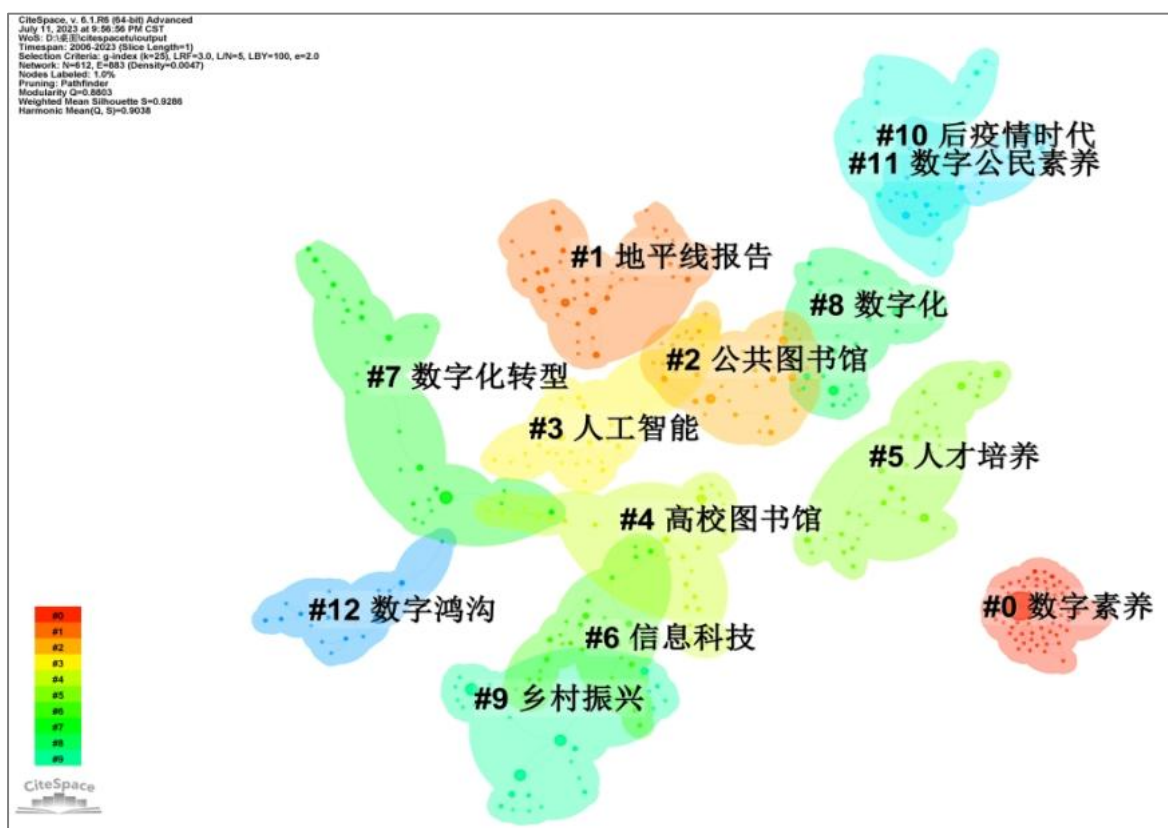 CiteSpace, v. 6.1.R6 (64-bit) Advanced
July 11, 2023 at 9:56:56 PM CST
WoS: D:\桌面\citespacetu\output
Timespan: 2006-2023 (Slice Length=1)
Selection Criteria: g-index (k=25), LRF=3.0, L/N=5, LBY=100, e=2.0
Network: N=612, E=883 (Density=0.0047)
Nodes Labeled: 1.0%
Pruning: Pathfinder
Modularity Q=0.8803
Weighted Mean Silhouette S=0.9286
Harmonic Mean(Q, S)=0.9038
#10 后疫情时代
#11 数字公民素养
#1 地平线报告
#8 数字化
#2 公共图书馆
#7 数字化转型
#3 人工智能
#5 人才培养
#4 高校图书馆
#12 数字鸿沟
#0 数字素养
#6 信息科技
#9 乡村振兴
#0
#1
#2
#3
#4
#5
#6
#7
#8
#9
CiteSpace